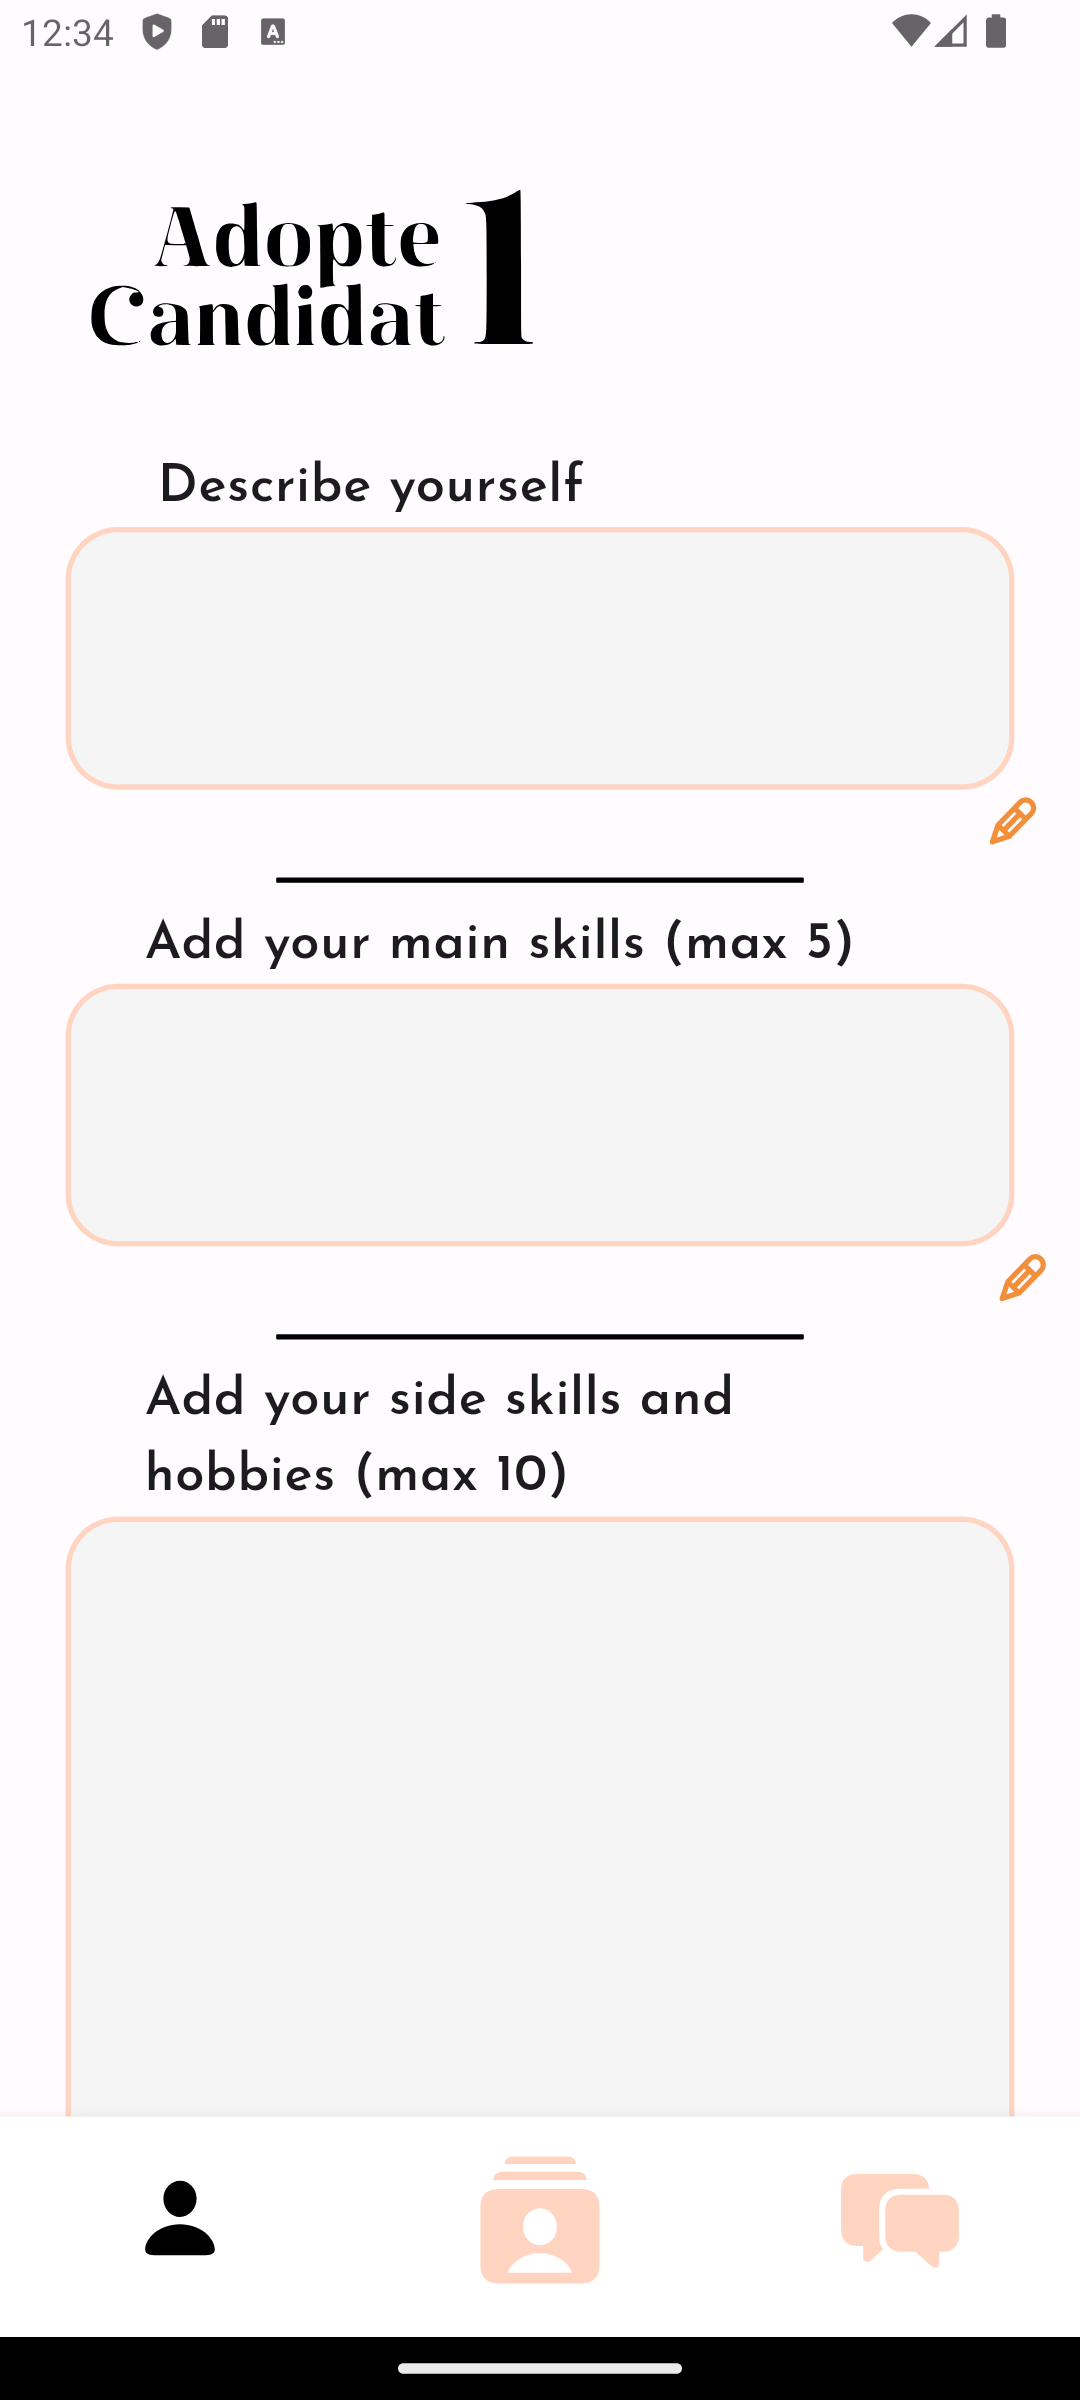 12:34
Adopte 1
Candidat
Describe yourself
Add your main skills (max 5)
Add your side skills and
hobbies (max 10)